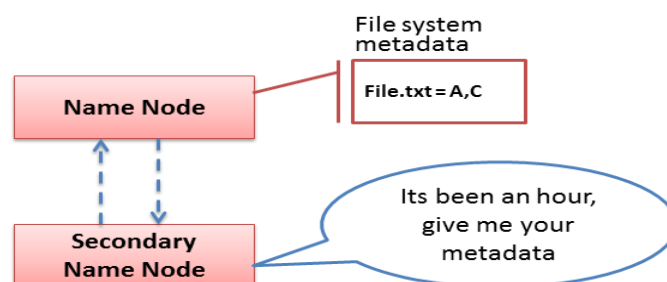 File system
metadata
Name Node
File.txt = A,C
Its been an hour,
give me your
metadata
Secondary
Name Node